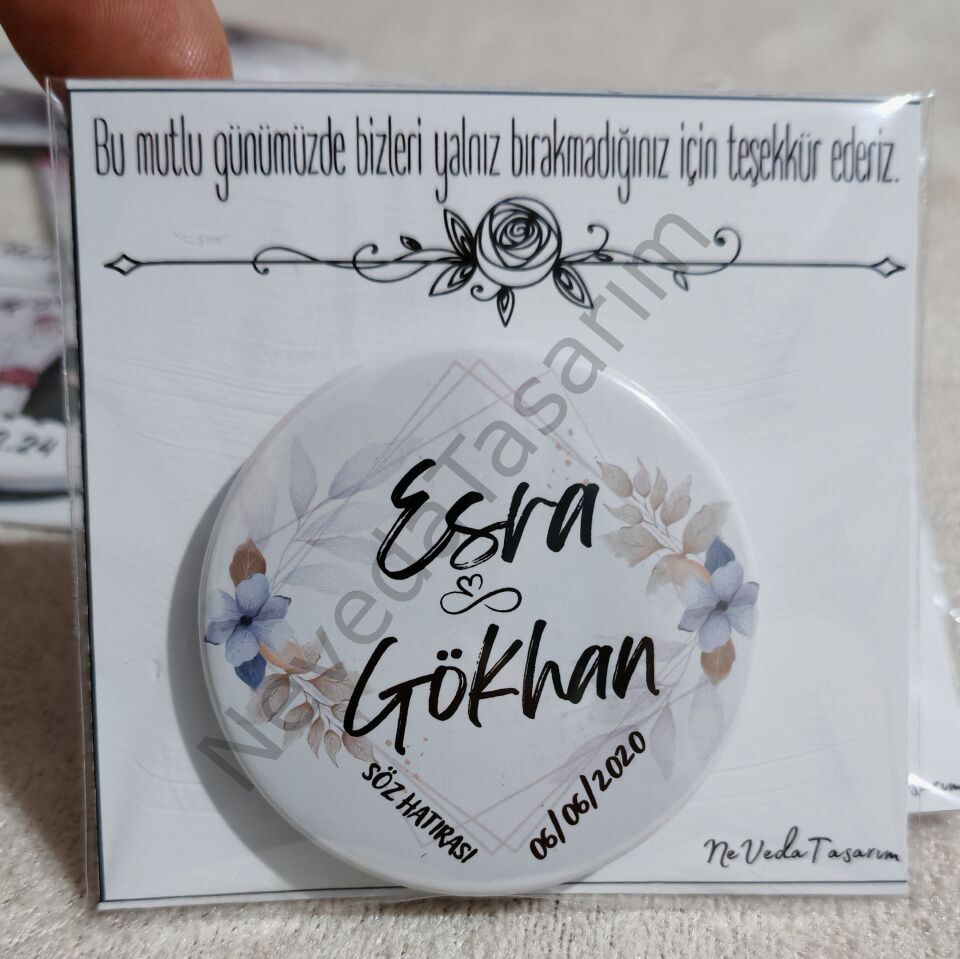 Bu mutlu günümüzde bizleri yalnız bırakmadığınız için teşekkür ederiz.
Esra
Gökhan
SÖZ HATIRASI
06/06/2020
NeVedaTasarım
NeVeda Tasarım
.24